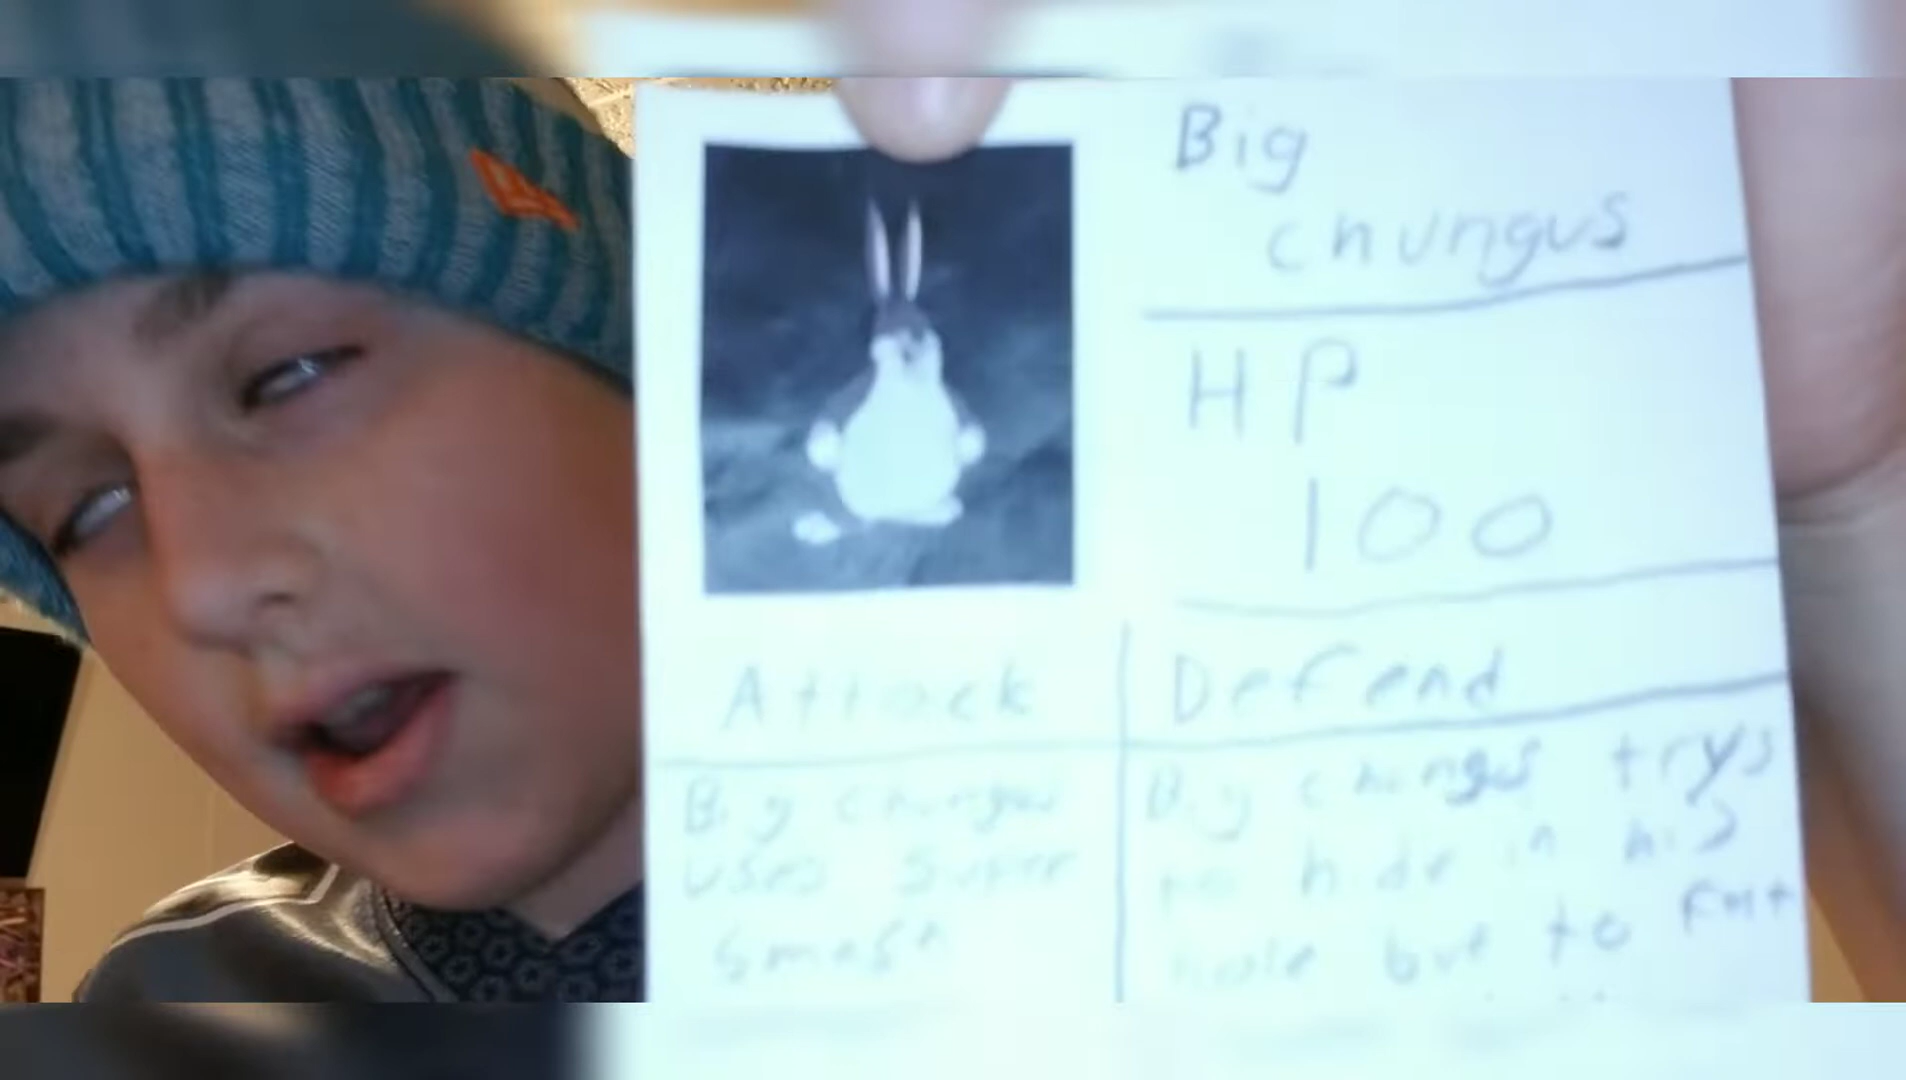 Big
chungus
HP
100
Attack
Defend
Big chungus
uses super
smash
Big chungus trys
to hide in his
hole but to Fat